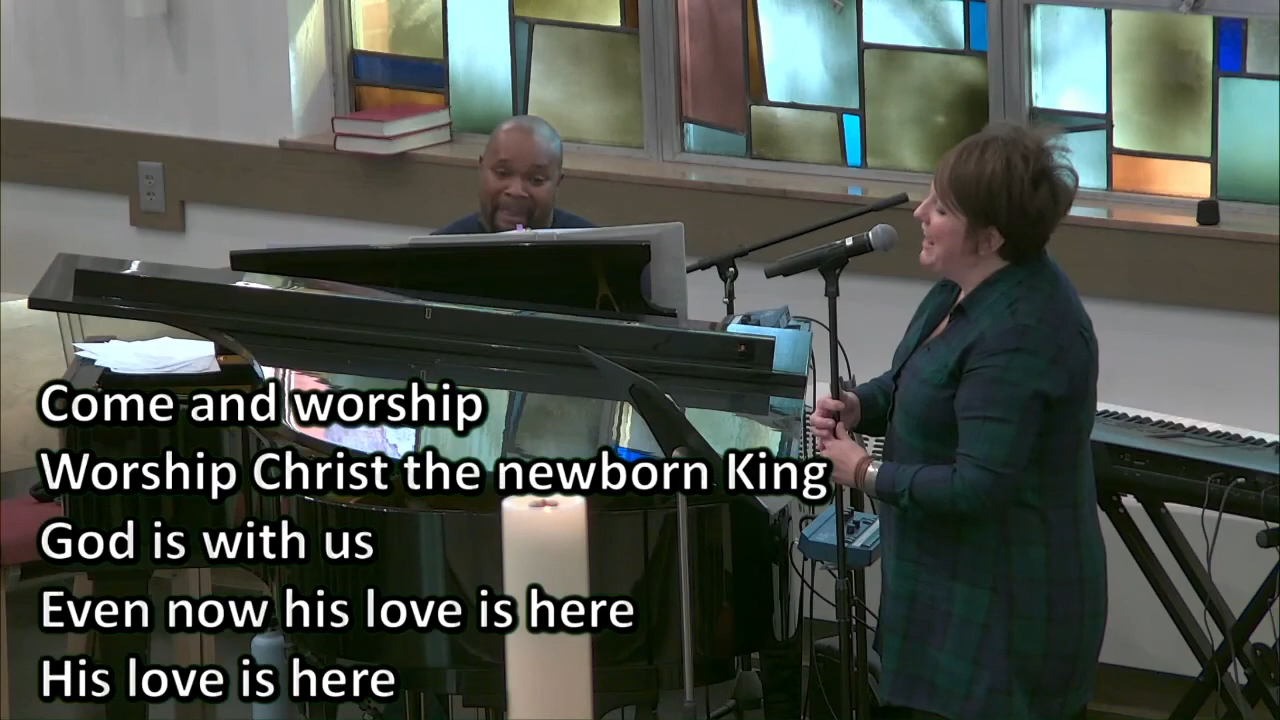 Come and worship
Worship Christ the newborn King
God is with us
Even now his love is here
His love is here